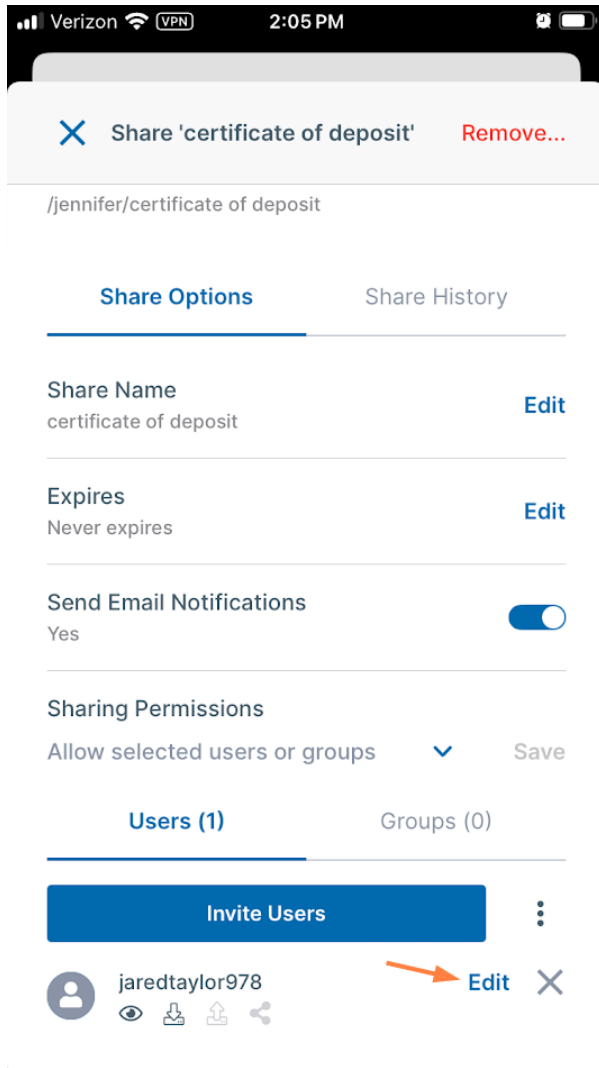 Verizon VPN 2:05 PM
Share 'certificate of deposit' Remove...
/jennifer/certificate of deposit
Share Options Share History
Share Name
certificate of deposit
Edit
Expires
Never expires
Edit
Send Email Notifications
Yes
Sharing Permissions
Allow selected users or groups Save
Users (1) Groups (0)
Invite Users
jaredtaylor978 Edit